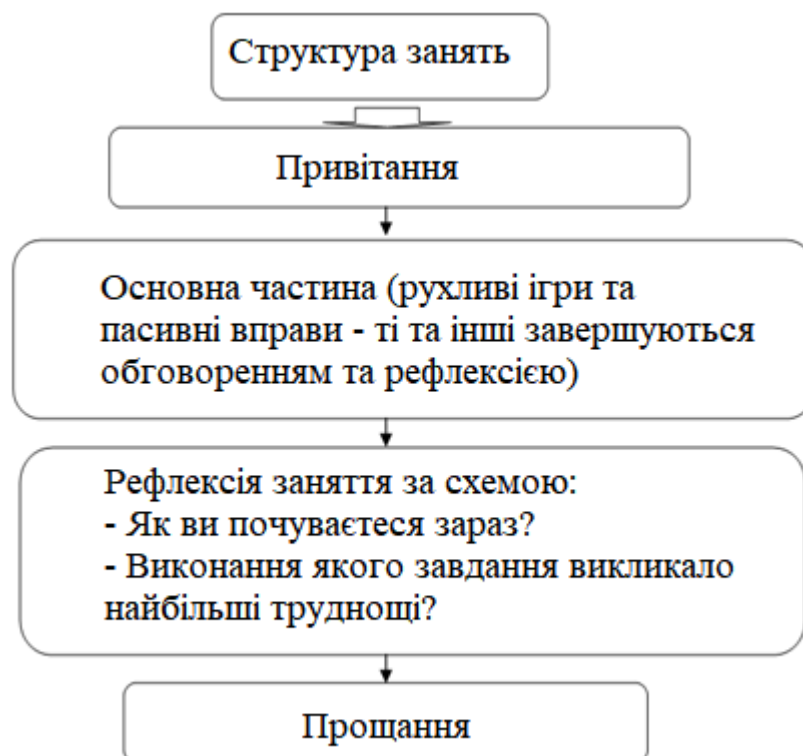 Структура занять
Привітання
Основна частина (рухливі ігри та
пасивні вправи - ті та інші завершуються
обговоренням та рефлексією)
Рефлексія заняття за схемою:
- Як ви почуваєтеся зараз?
- Виконання якого завдання викликало
найбільші труднощі?
Прощання